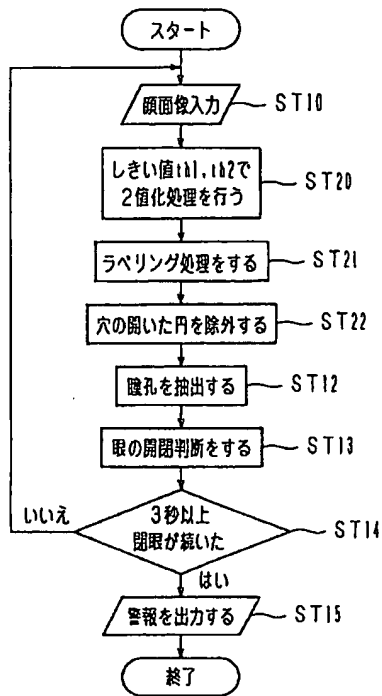 スタート
顔面像入力
ST10
しきい値th1,th2で
2値化処理を行う
ST20
ラベリング処理をする
ST21
穴の開いた円を除外する
ST22
瞳孔を抽出する
ST12
眼の開閉判断をする
ST13
いいえ
3秒以上
閉眼が続いた
ST14
はい
警報を出力する
ST15
終了